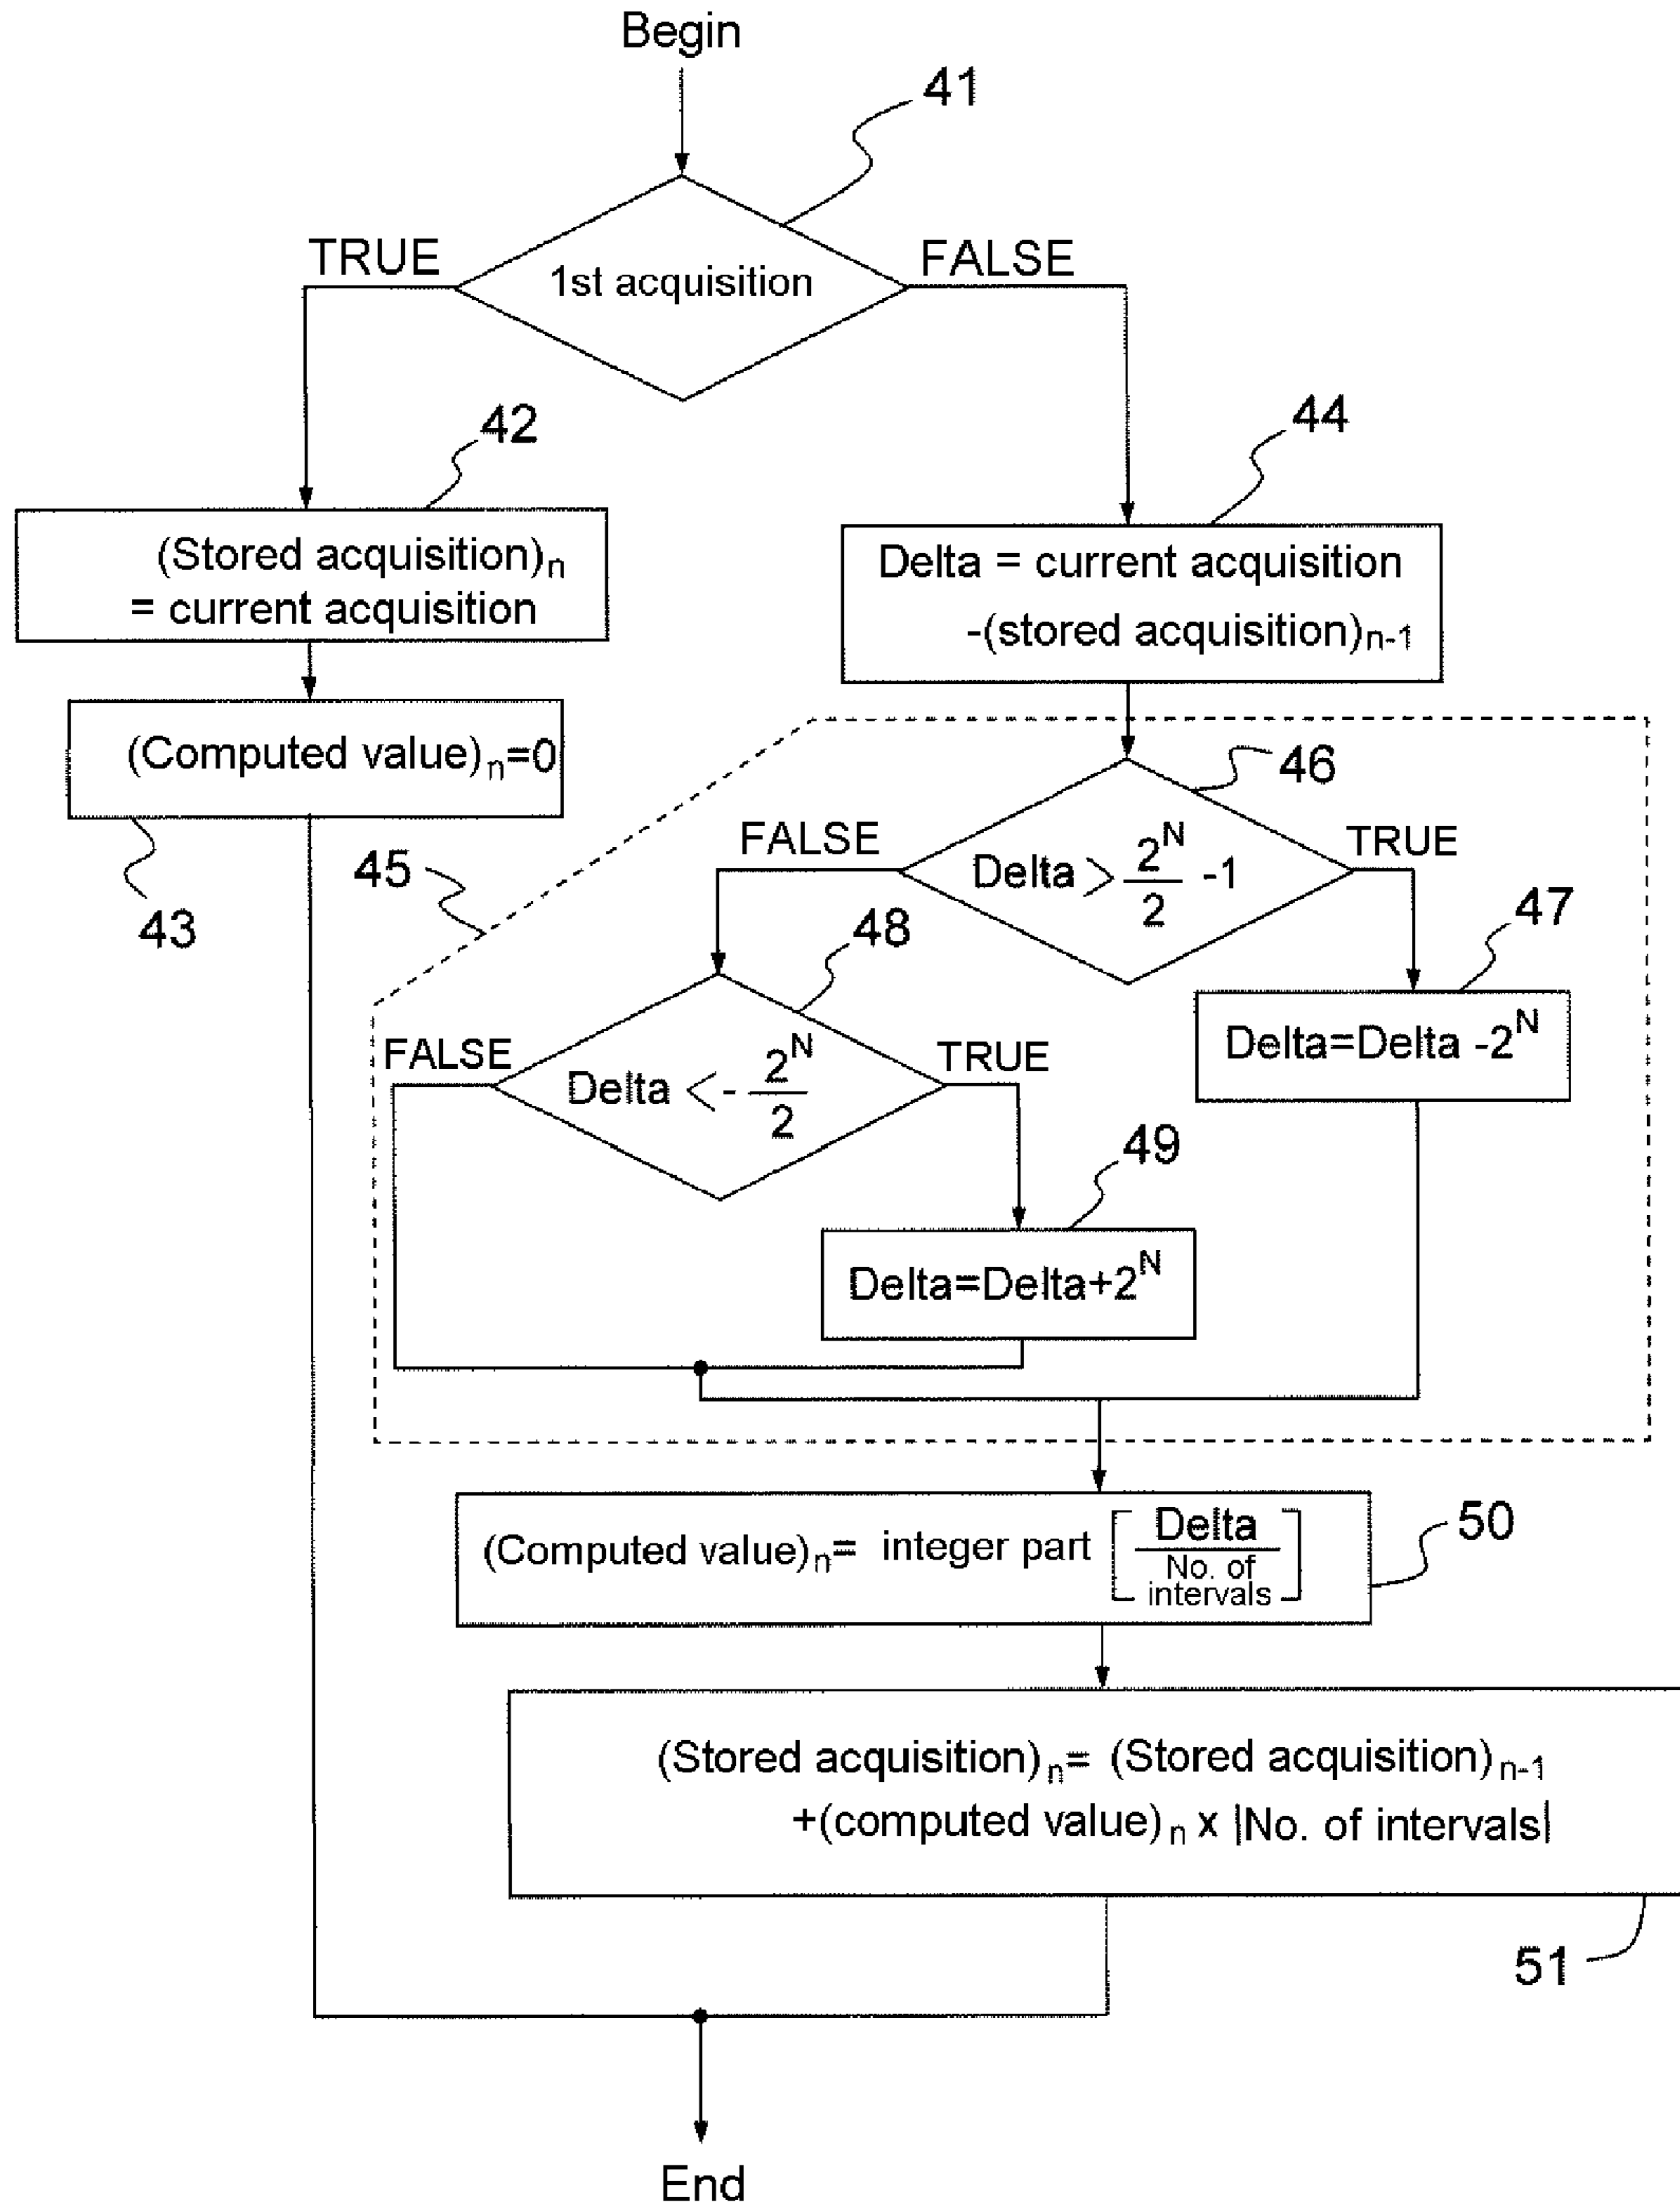 Begin
41
TRUE
FALSE
1st acquisition
42
44
(Stored acquisition)n
= current acquisition
Delta = current acquisition
-(stored acquisition)n-1
(Computed value)n=0
43
45
46
FALSE
TRUE
Delta > 2^N/2 -1
47
48
Delta=Delta -2^N
FALSE
TRUE
Delta <- 2^N/2
49
Delta=Delta+2^N
(Computed value)n= integer part [Delta/No. of intervals]
50
(Stored acquisition)n= (Stored acquisition)n-1
+(computed value)n x |No. of intervals|
51
End